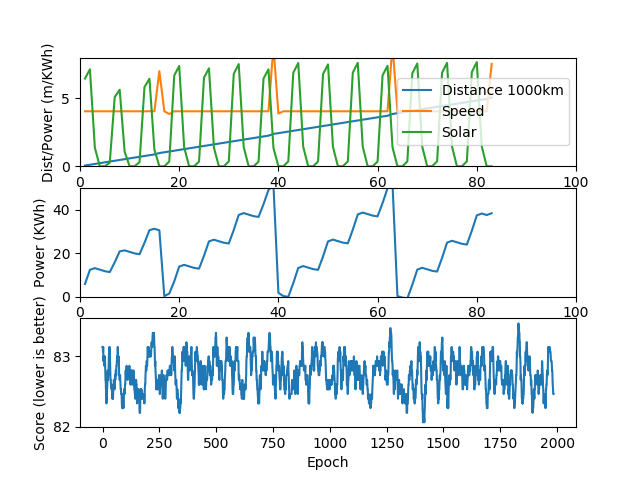 Dist/Power (m/KWh)
5
0
Distance 1000km
Speed
Solar
0 20 40 60 80 100
Power (KWh)
40
20
0
0 20 40 60 80 100
Score (lower is better)
83
82
0 250 500 750 1000 1250 1500 1750 2000
Epoch